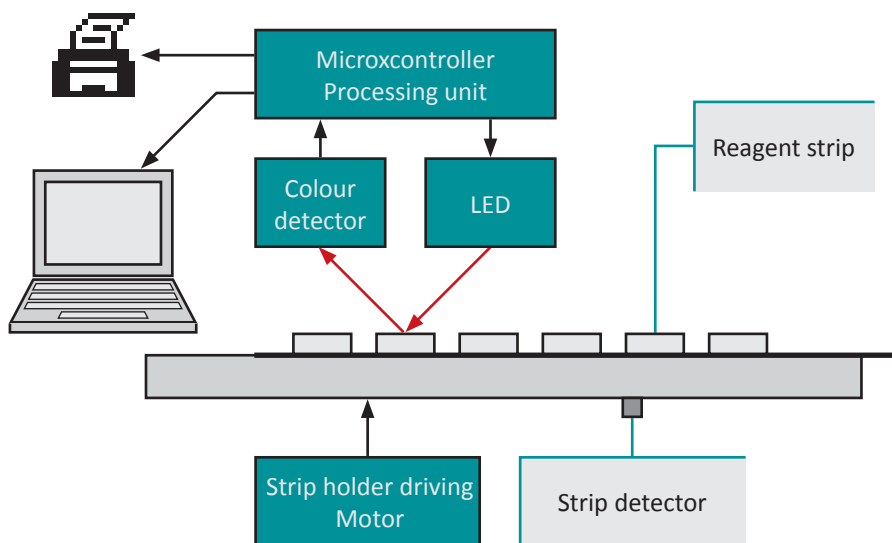 Microxcontroller
Processing unit
Reagent strip
Colour
detector
LED
Strip holder driving
Motor
Strip detector